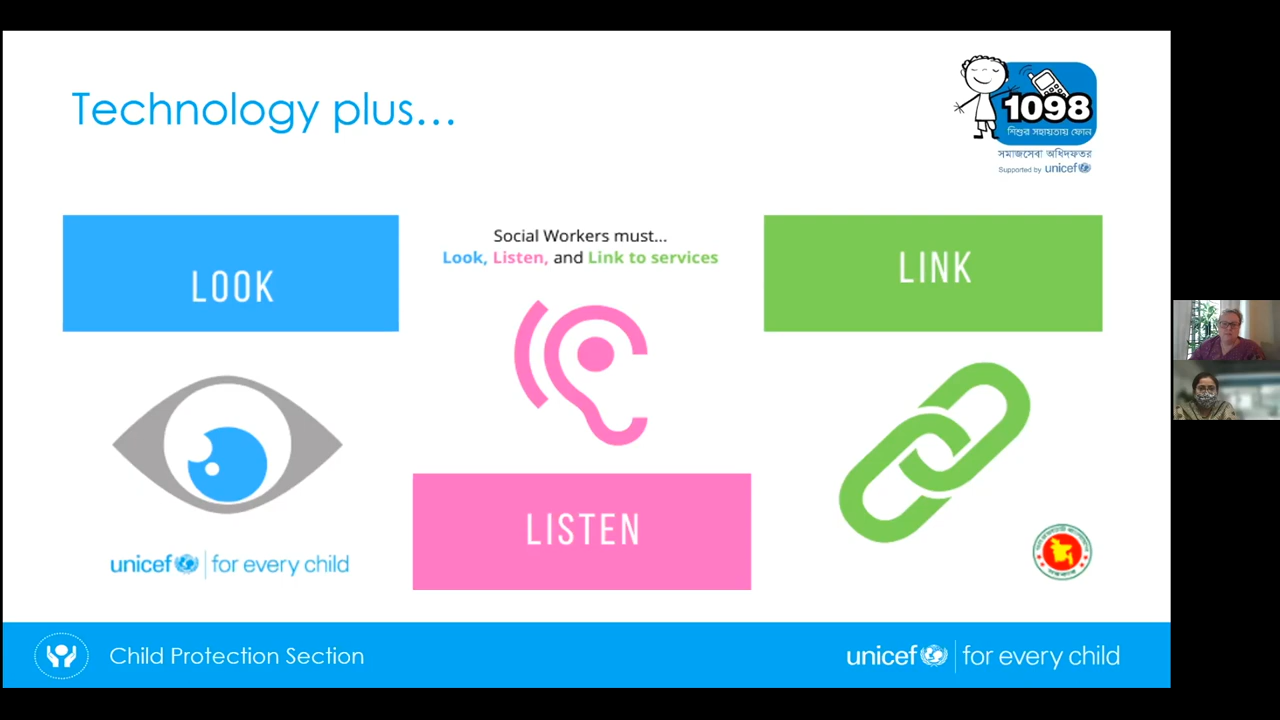 Technology plus...
1098
শিশুর সহায়তায় ফোন
সমাজসেবা অধিদফতর
Supported by unicef
LOOK
Social Workers must...
Look, Listen, and Link to services
LINK
LISTEN
unicef for every child
Child Protection Section
unicef for every child